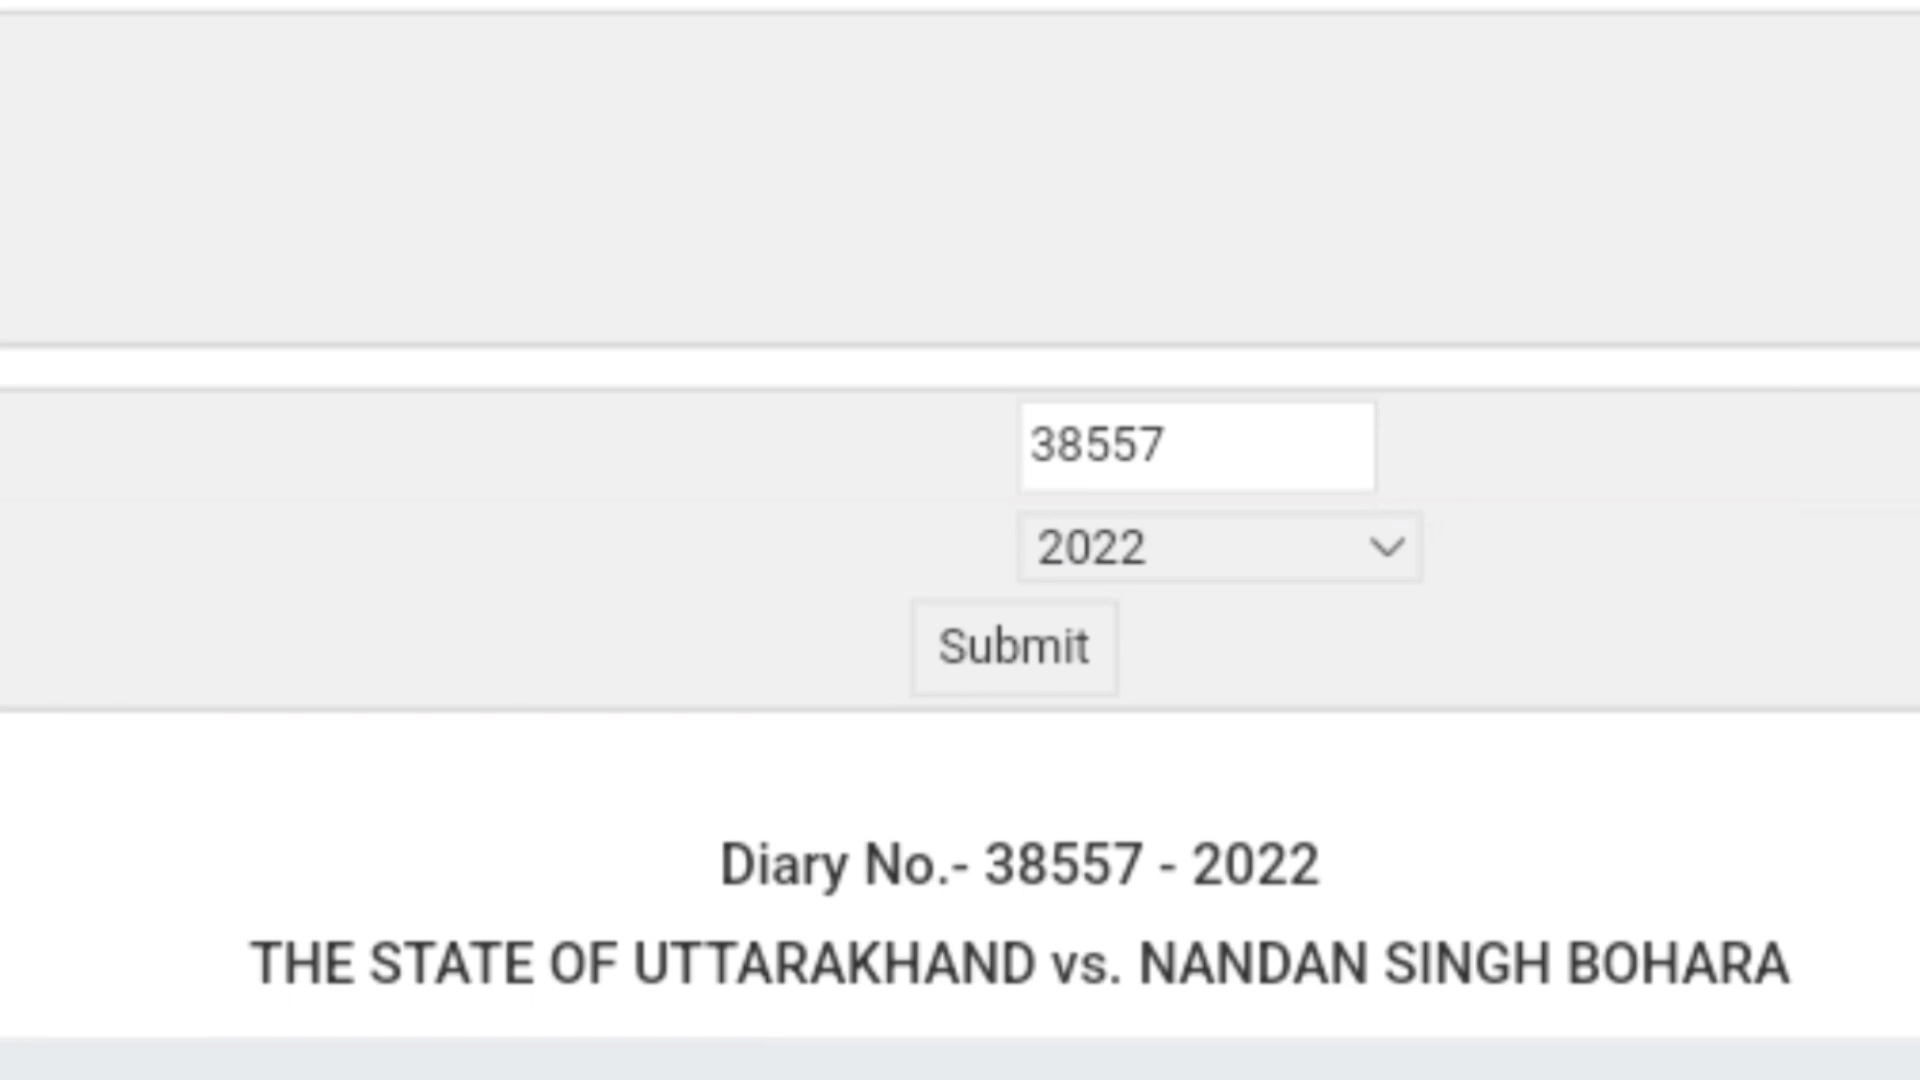 38557
2022
Submit
Diary No.- 38557 - 2022
THE STATE OF UTTARAKHAND vs. NANDAN SINGH BOHARA